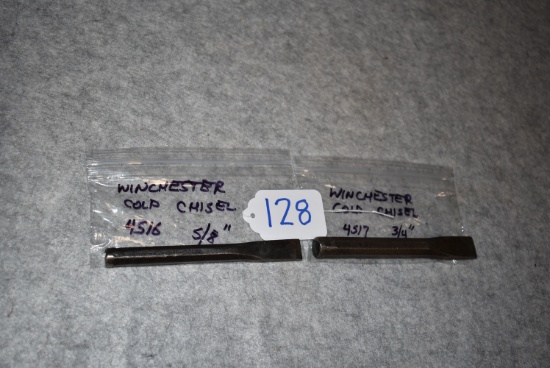 WINCHESTER
COLD CHISEL
4516 5/8"
128
WINCHESTER
COLD CHISEL
4517 3/4"